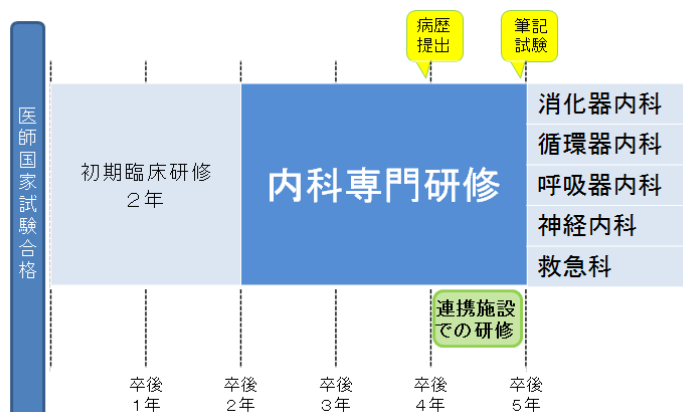 医師国家試験合格
病歴
提出
筆記
試験
初期臨床研修
2年
内科専門研修
消化器内科
循環器内科
呼吸器内科
神経内科
救急科
連携施設
での研修
卒後
1年
卒後
2年
卒後
3年
卒後
4年
卒後
5年